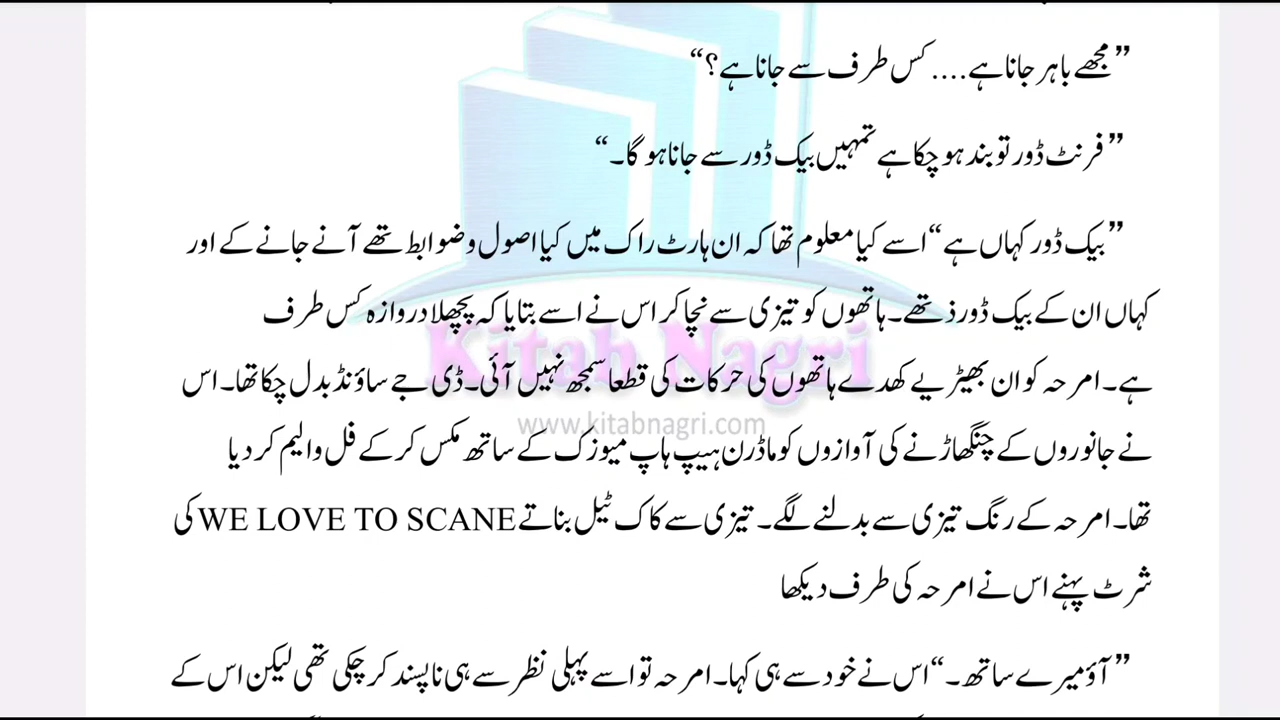 ”مجھے باہر جانا ہے.... کس طرف سے جانا ہے؟“
”فرنٹ ڈور تو بند ہو چکا ہے تمہیں بیک ڈور سے جانا ہو گا۔“
”بیک ڈور کہاں ہے“ اسے کیا معلوم تھا کہ ان ہارٹ راک میں کیا اصول و ضوابط تھے آنے جانے کے اور
کہاں ان کے بیک ڈورز تھے۔ ہاتھوں کو تیزی سے نچا کر اس نے اسے بتایا کہ پچھلا دروازہ کس طرف
Kitab Nagri
ہے۔ امرحہ کو ان بھیڑیے کھدے ہاتھوں کی حرکات کی قطعا سمجھ نہیں آئی۔ ڈی جے ساؤنڈ بدل چکا تھا۔ اس
www.kitabnagri.com
نے جانوروں کے چنگھاڑنے کی آوازوں کو ماڈرن ہیپ ہاپ میوزک کے ساتھ مکس کر کے فل والیم کر دیا
تھا۔ امرحہ کے رنگ تیزی سے بدلنے لگے۔ تیزی سے کاک ٹیل بناتے WE LOVE TO SCANE کی
شرٹ پہنے اس نے امرحہ کی طرف دیکھا
”آؤ میرے ساتھ۔“ اس نے خود سے ہی کہا۔ امرحہ تو اسے پہلی نظر سے ہی ناپسند کر چکی تھی لیکن اس کے